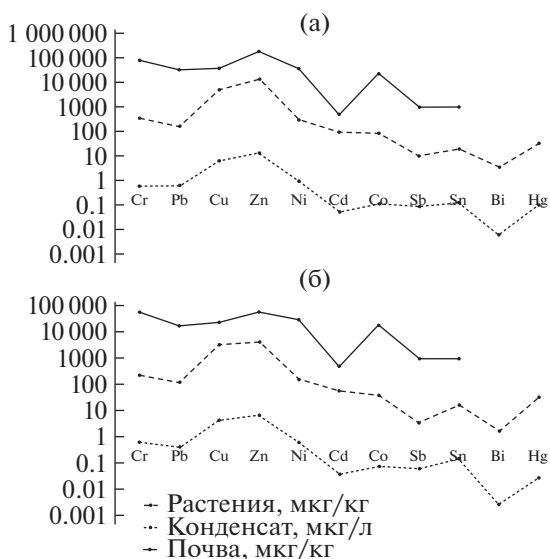 (а)
1 000 000
100 000
10 000
1000
100
10
1
Cr Pb Cu Zn Ni Cd Co Sb Sn Bi Hg
0.1
0.01
0.001
(б)
100 000
10 000
1000
100
10
1
Cr Pb Cu Zn Ni Cd Co Sb Sn Bi Hg
0.1
0.01
0.001
Растения, мкг/кг
Конденсат, мкг/л
Почва, мкг/кг